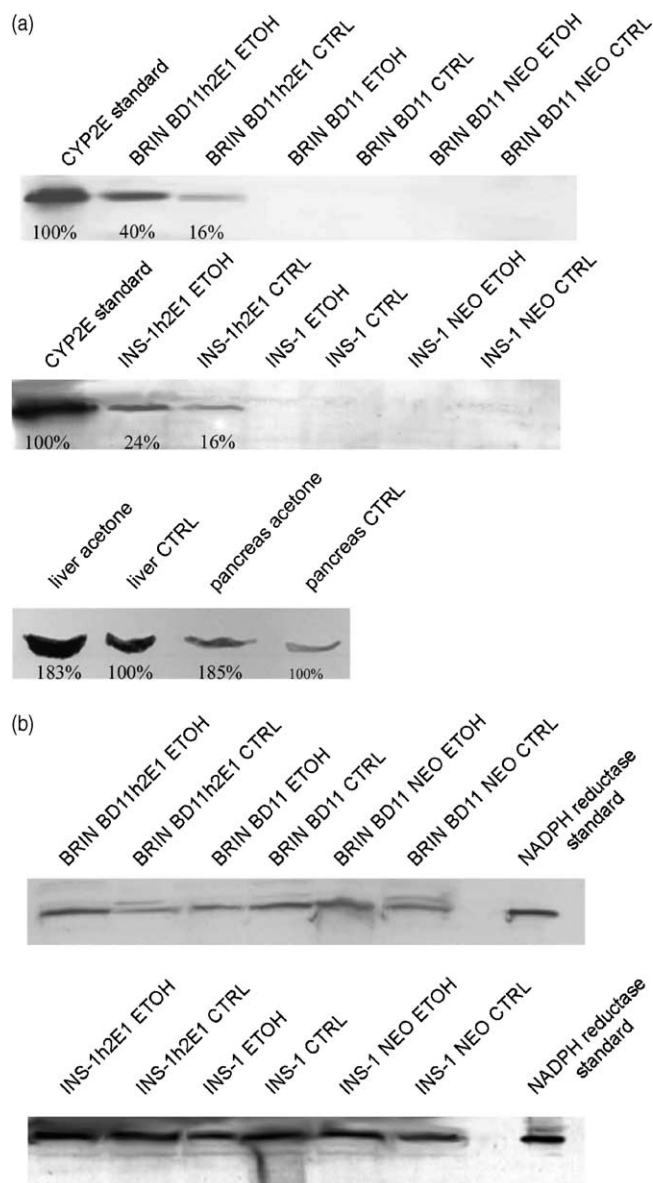 (a)
CYP2E standard
BRIN BD11h2E1 ETOH
BRIN BD11h2E1 CTRL
BRIN BD11 ETOH
BRIN BD11 CTRL
BRIN BD11 NEO ETOH
BRIN BD11 NEO CTRL
100% 40% 16%
CYP2E standard
INS-1h2E1 ETOH
INS-1h2E1 CTRL
INS-1 ETOH
INS-1 CTRL
INS-1 NEO ETOH
INS-1 NEO CTRL
100% 24% 16%
liver acetone
liver CTRL
pancreas acetone
pancreas CTRL
183% 100% 185% 100%
(b)
BRIN BD11h2E1 ETOH
BRIN BD11h2E1 CTRL
BRIN BD11 ETOH
BRIN BD11 CTRL
BRIN BD11 NEO ETOH
BRIN BD11 NEO CTRL
NADPH reductase
standard
INS-1h2E1 ETOH
INS-1h2E1 CTRL
INS-1 ETOH
INS-1 CTRL
INS-1 NEO ETOH
INS-1 NEO CTRL
NADPH reductase
standard